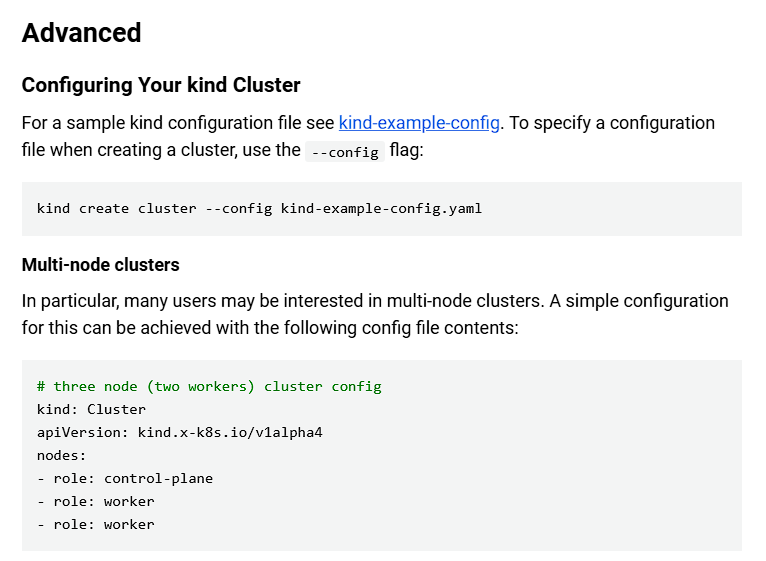 Advanced
Configuring Your kind Cluster
For a sample kind configuration file see kind-example-config. To specify a configuration
file when creating a cluster, use the --config flag:
kind create cluster --config kind-example-config.yaml
Multi-node clusters
In particular, many users may be interested in multi-node clusters. A simple configuration
for this can be achieved with the following config file contents:
# three node (two workers) cluster config
kind: Cluster
apiVersion: kind.x-k8s.io/v1alpha4
nodes:
- role: control-plane
- role: worker
- role: worker